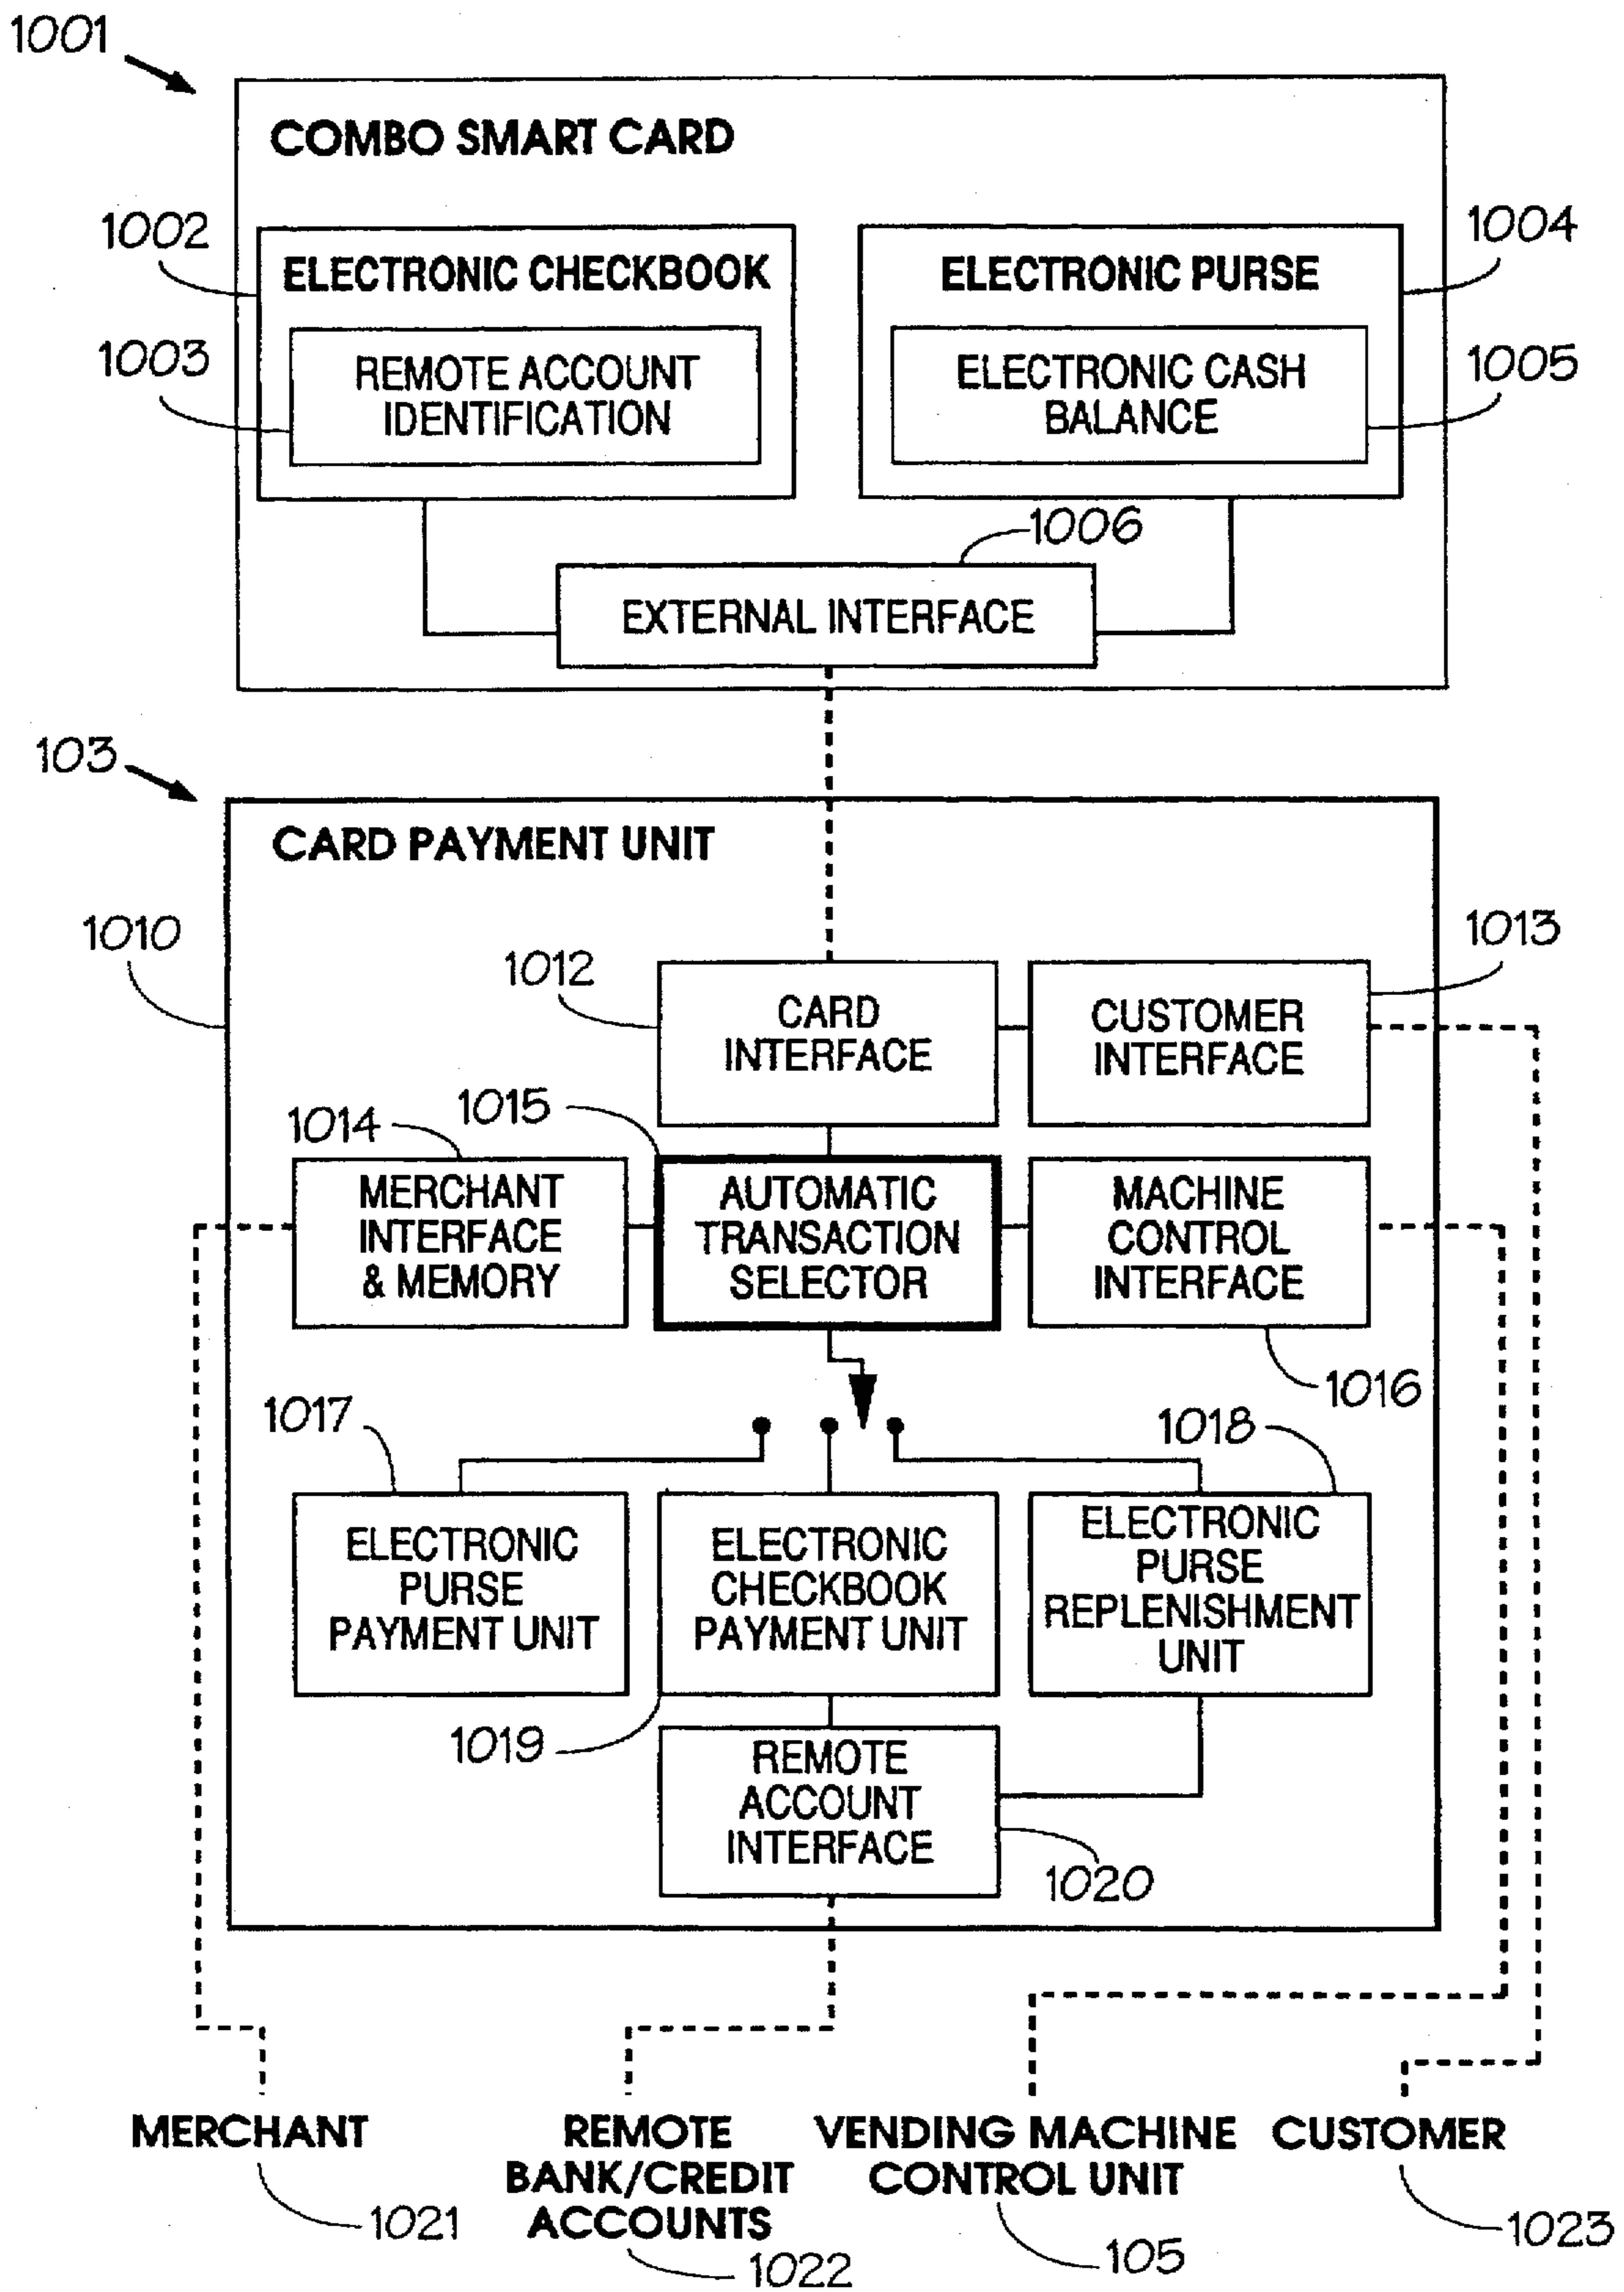 1001
COMBO SMART CARD
1002
1004
ELECTRONIC CHECKBOOK
ELECTRONIC PURSE
1003
1005
REMOTE ACCOUNT
IDENTIFICATION
ELECTRONIC CASH
BALANCE
1006
EXTERNAL INTERFACE
103
CARD PAYMENT UNIT
1010
1012
1013
CARD
INTERFACE
CUSTOMER
INTERFACE
1014
1015
MERCHANT
INTERFACE
& MEMORY
AUTOMATIC
TRANSACTION
SELECTOR
MACHINE
CONTROL
INTERFACE
1016
1017
1018
ELECTRONIC
PURSE
PAYMENT UNIT
ELECTRONIC
CHECKBOOK
PAYMENT UNIT
ELECTRONIC
PURSE
REPLENISHMENT
UNIT
1019
REMOTE
ACCOUNT
INTERFACE
1020
MERCHANT
1021
REMOTE
BANK/CREDIT
ACCOUNTS
1022
VENDING MACHINE
CONTROL UNIT
105
CUSTOMER
1023